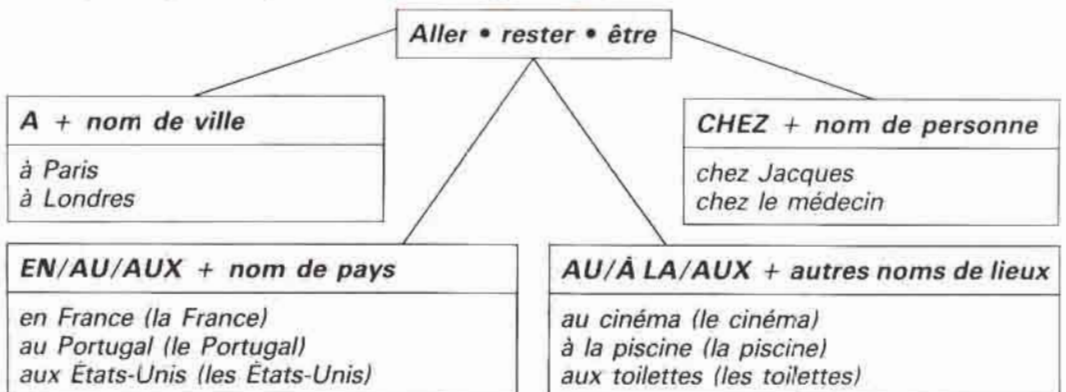 Aller • rester • être
A + nom de ville
à Paris
à Londres
CHEZ + nom de personne
chez Jacques
chez le médecin
EN/AU/AUX + nom de pays
en France (la France)
au Portugal (le Portugal)
aux États-Unis (les États-Unis)
AU/À LA/AUX + autres noms de lieux
au cinéma (le cinéma)
à la piscine (la piscine)
aux toilettes (les toilettes)